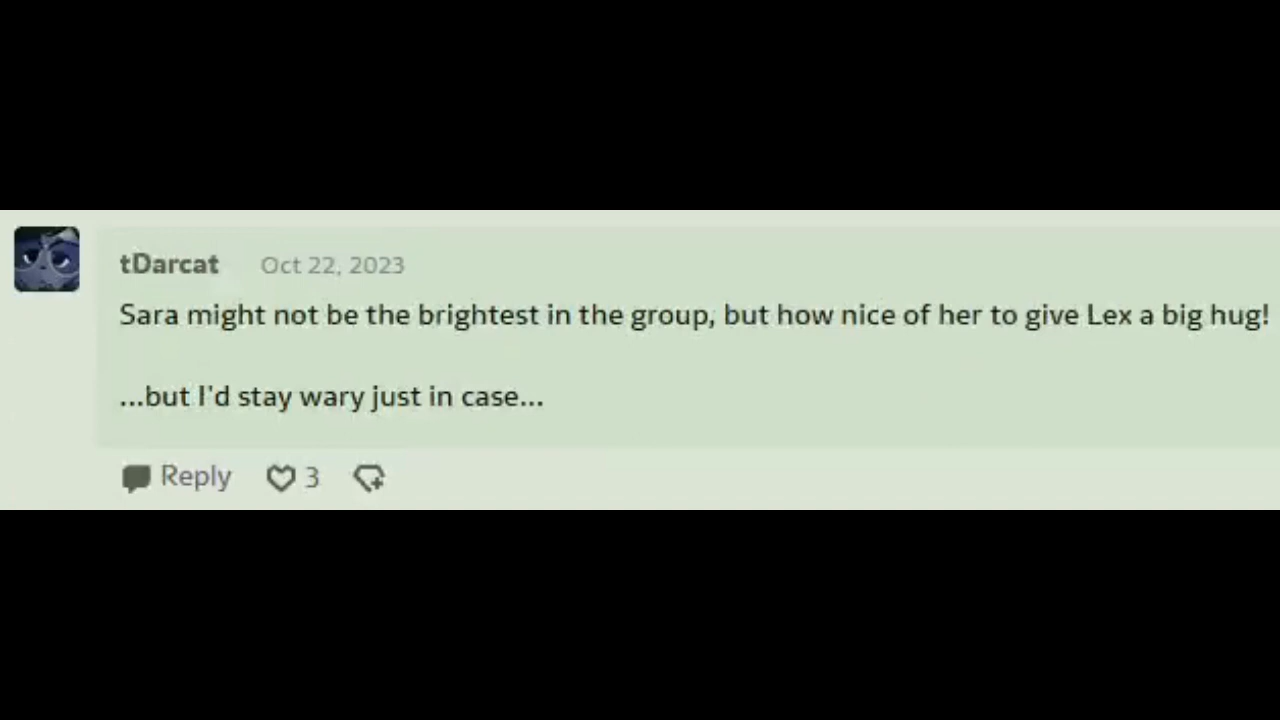 tDarcat Oct 22, 2023
Sara might not be the brightest in the group, but how nice of her to give Lex a big hug!
...but I'd stay wary just in case...
Reply 3